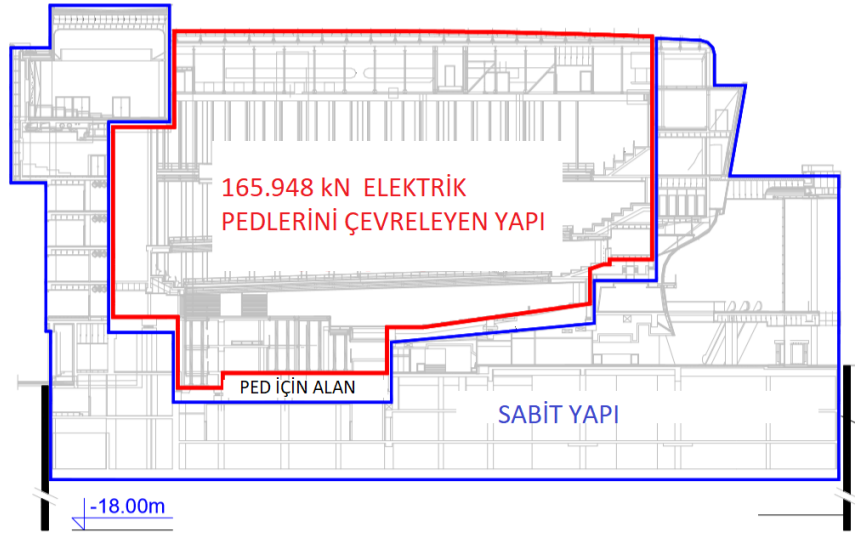 165.948 kN ELEKTRİK
PEDLERİNİ ÇEVRELEYEN YAPI
PED İÇİN ALAN
SABİT YAPI
-18.00m